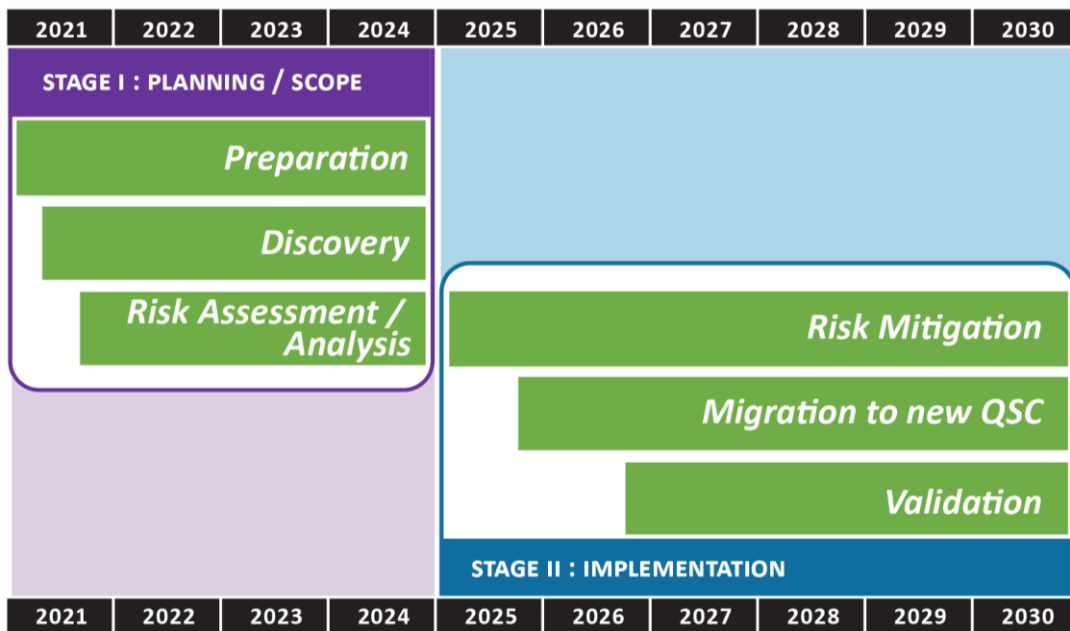 2021 2022 2023 2024 2025 2026 2027 2028 2029 2030
STAGE I : PLANNING / SCOPE
Preparation
Discovery
Risk Assessment /
Analysis
Risk Mitigation
Migration to new QSC
Validation
STAGE II : IMPLEMENTATION
2021 2022 2023 2024 2025 2026 2027 2028 2029 2030